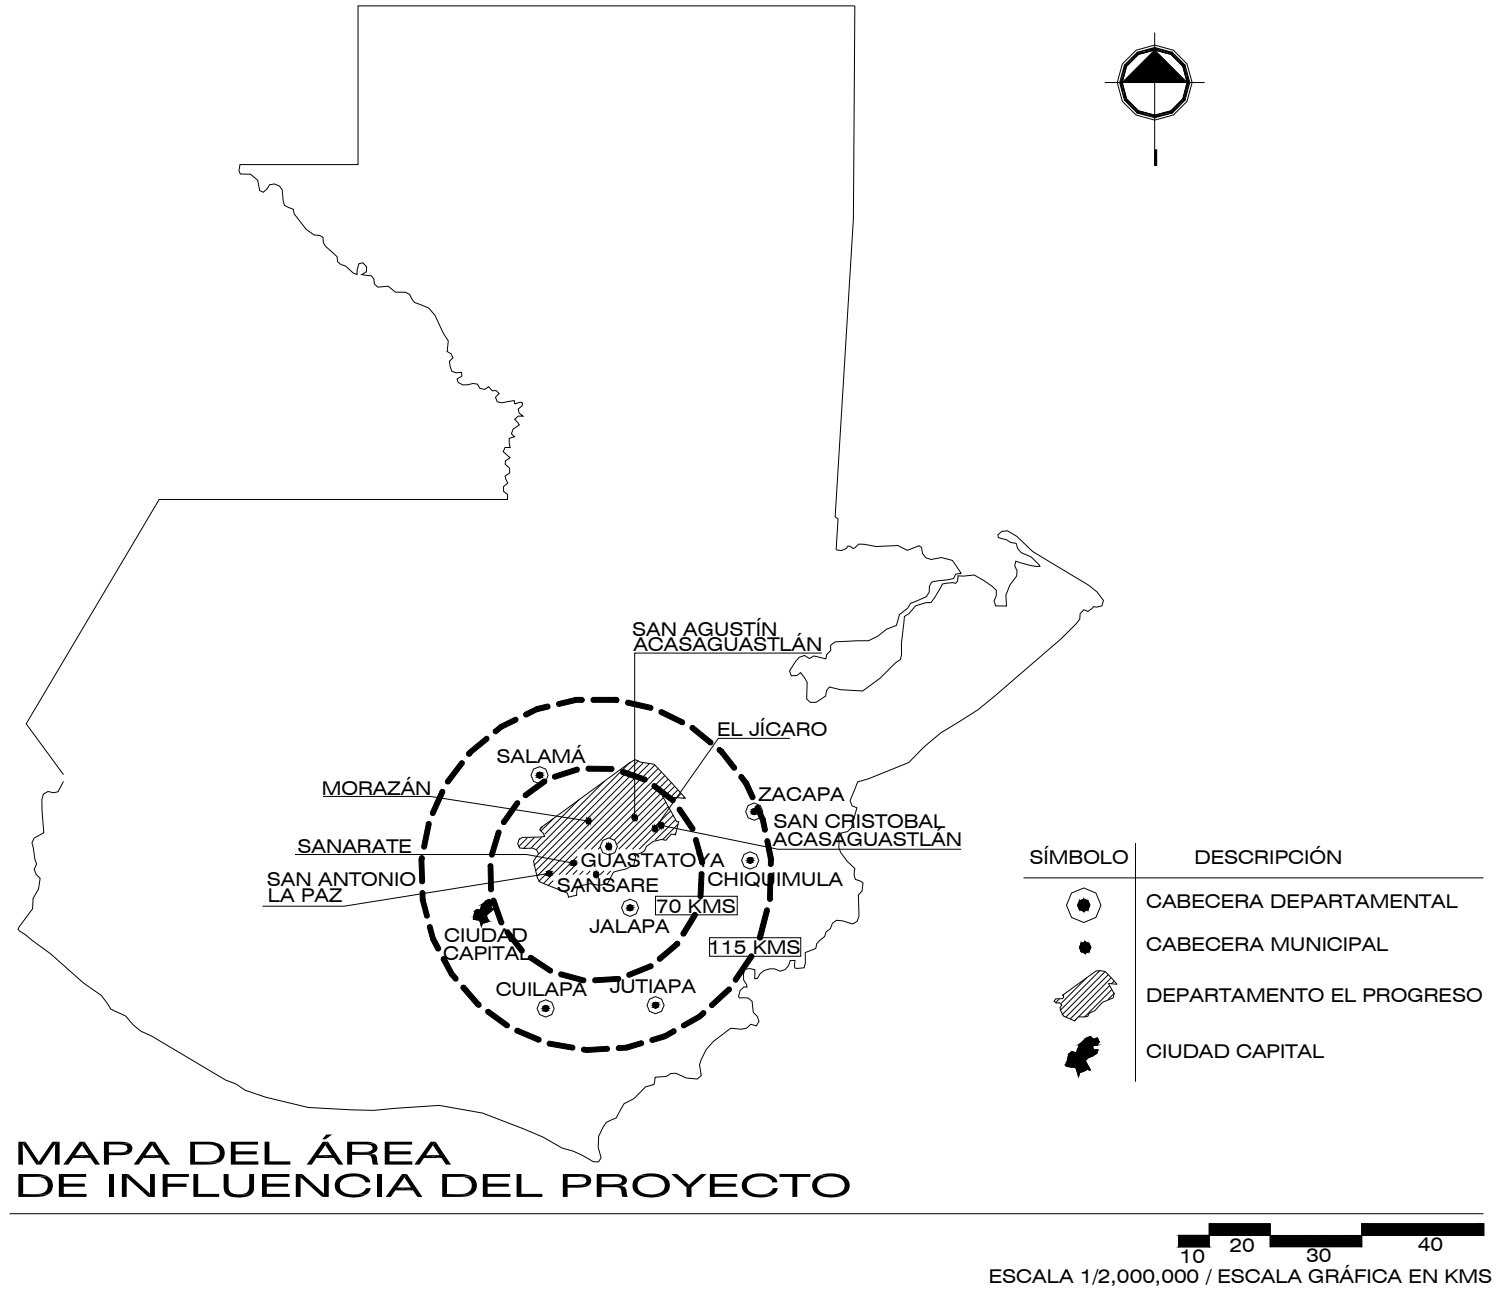 SAN AGUSTÍN
ACASAGUASTLÁN
EL JÍCARO
SALAMÁ
MORAZÁN
ZACAPA
SAN CRISTOBAL
ACASAGUASTLÁN
SANARATE
GUASTATOYA
SAN ANTONIO
LA PAZ
SANSARE
CHIQUIMULA
70 KMS
JALAPA
CIUDAD
CAPITAL
115 KMS
CUILAPA
JUTIAPA
SÍMBOLO
DESCRIPCIÓN
CABECERA DEPARTAMENTAL
CABECERA MUNICIPAL
DEPARTAMENTO EL PROGRESO
CIUDAD CAPITAL
MAPA DEL ÁREA
DE INFLUENCIA DEL PROYECTO
10 20 30 40
ESCALA 1/2,000,000 / ESCALA GRÁFICA EN KMS